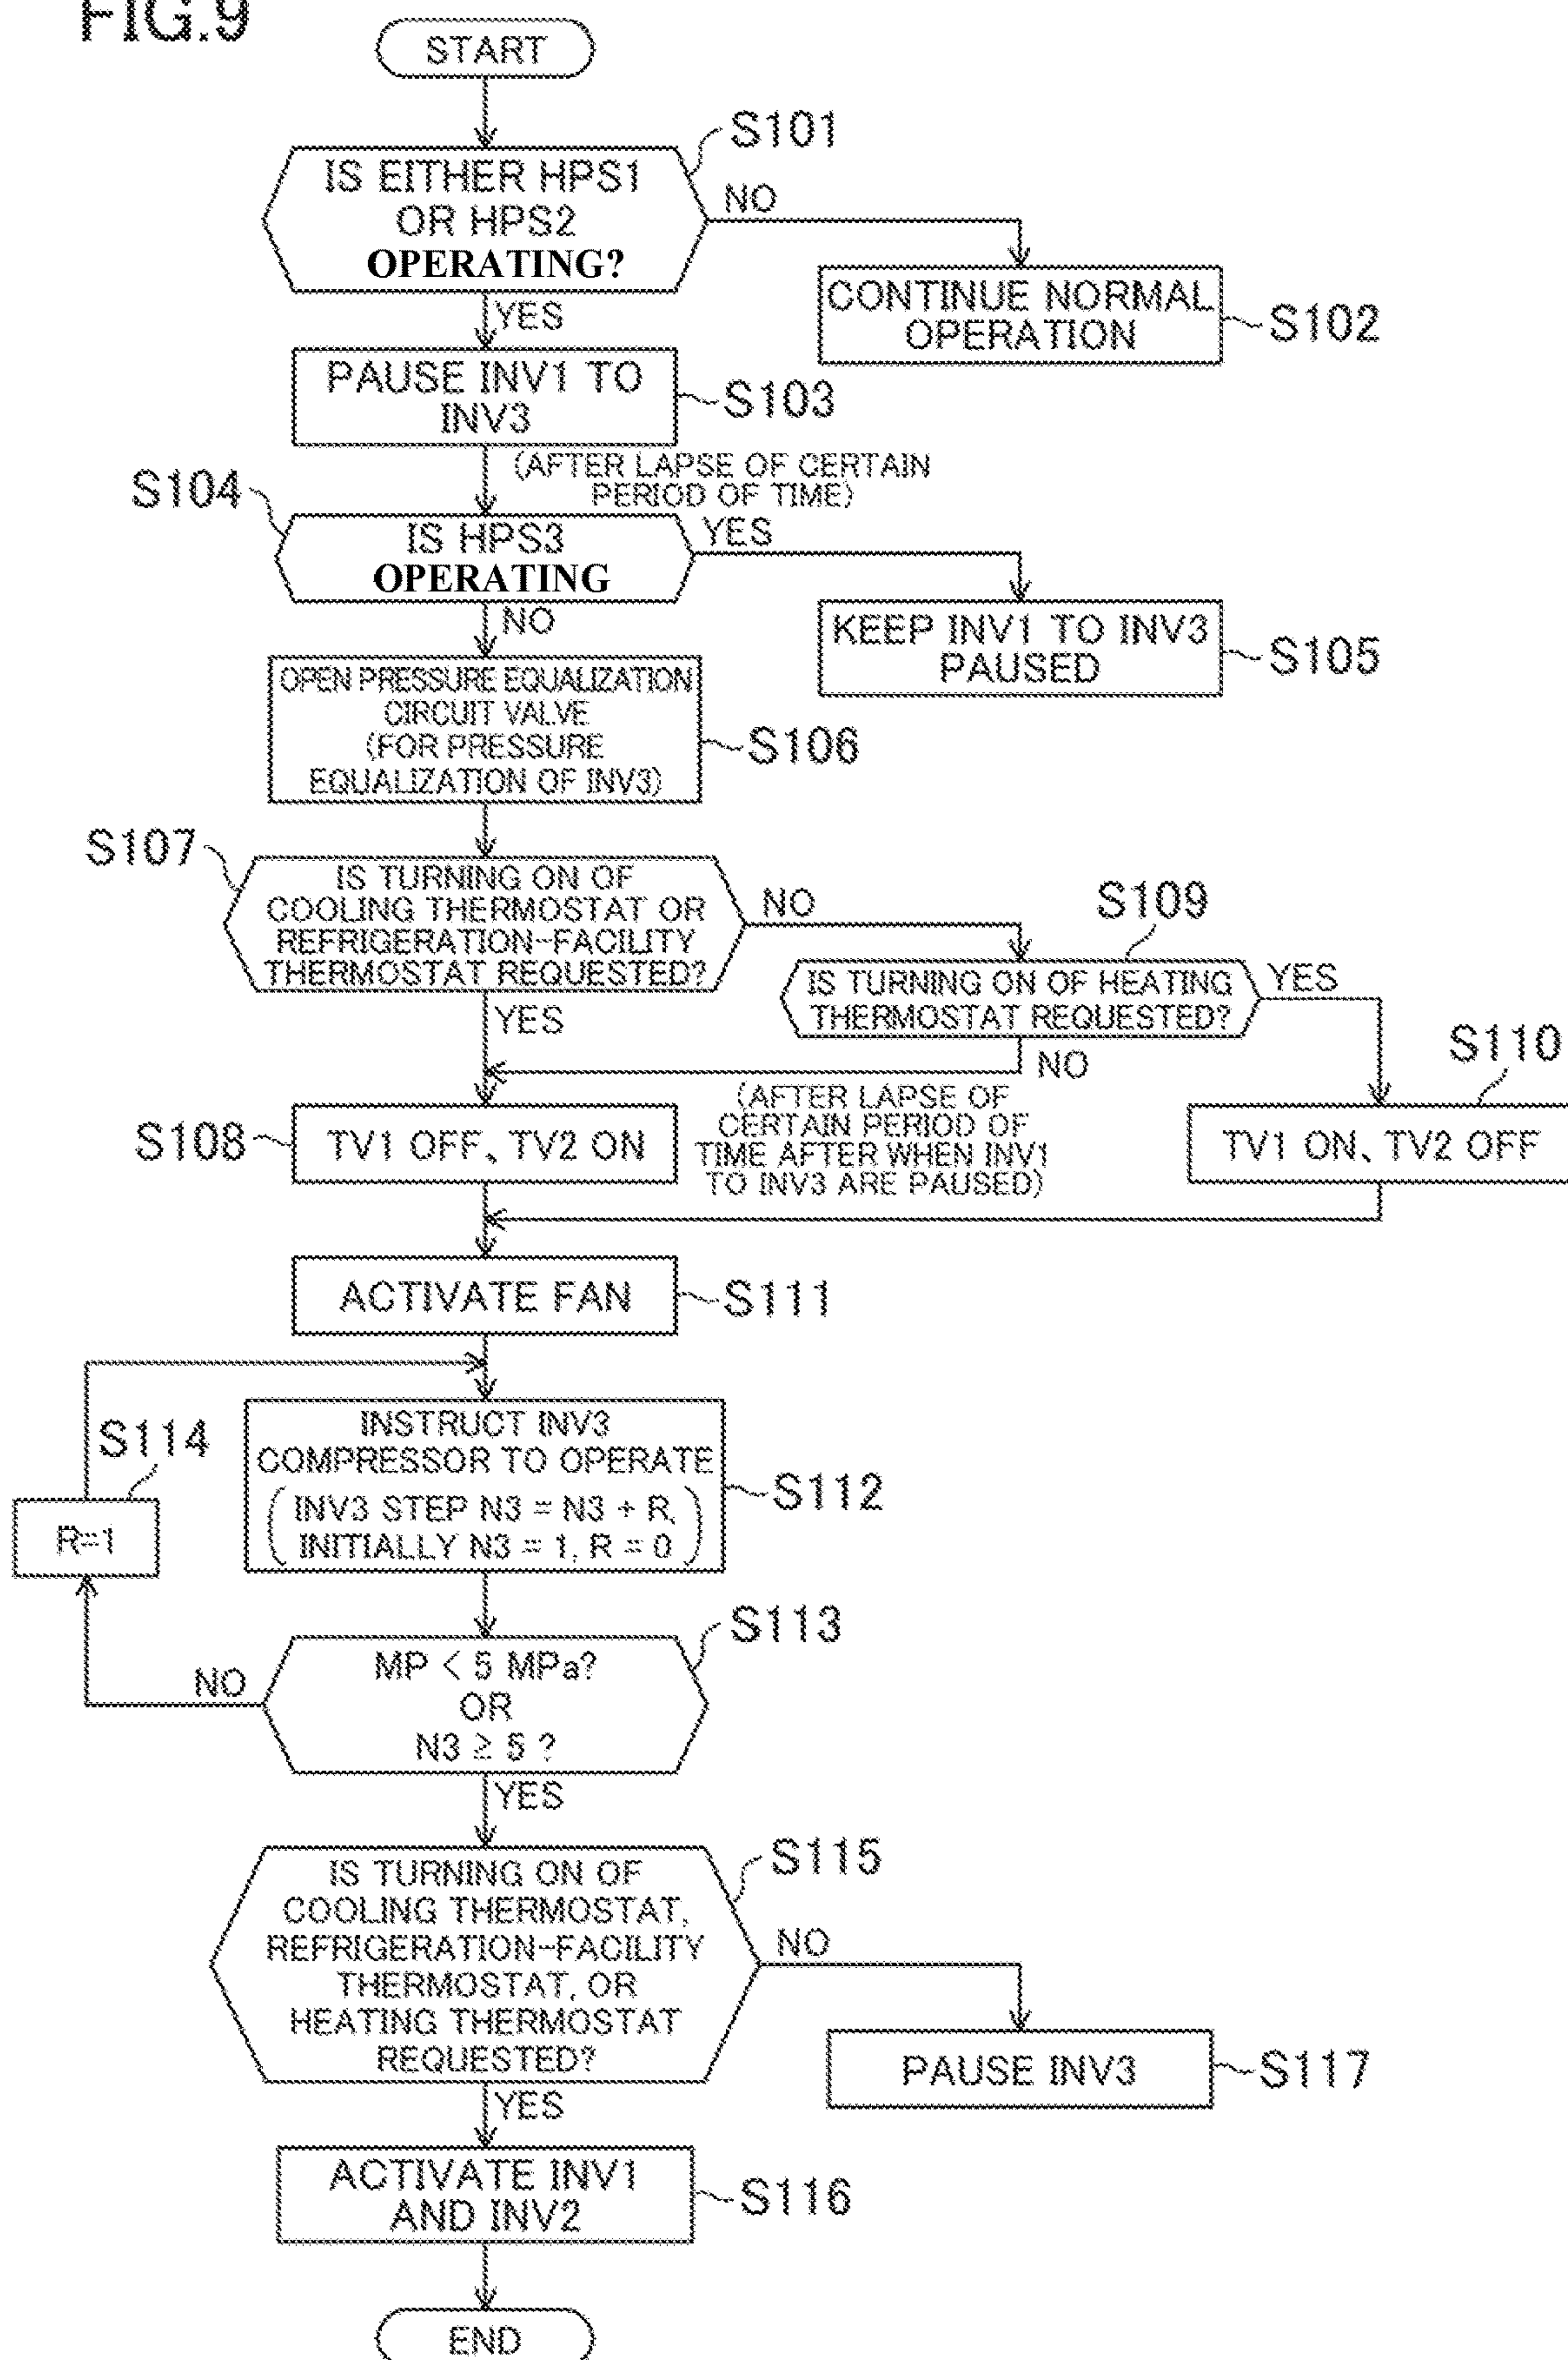 FIG.9
START
S101
IS EITHER HPS1
OR HPS2
OPERATING?
NO
CONTINUE NORMAL
OPERATION
S102
YES
PAUSE INV1 TO
INV3
S103
(AFTER LAPSE OF CERTAIN
PERIOD OF TIME)
S104
IS HPS3
OPERATING
YES
KEEP INV1 TO INV3
PAUSED
S105
NO
OPEN PRESSURE EQUALIZATION
CIRCUIT VALVE
(FOR PRESSURE
EQUALIZATION OF INV3)
S106
S107
IS TURNING ON OF
COOLING THERMOSTAT OR
REFRIGERATION-FACILITY
THERMOSTAT REQUESTED?
NO
S109
IS TURNING ON OF HEATING
THERMOSTAT REQUESTED?
YES
YES
NO
S110
S108
TV1 OFF、TV2 ON
(AFTER LAPSE OF
CERTAIN PERIOD OF
TIME AFTER WHEN INV1
TO INV3 ARE PAUSED)
TV1 ON、TV2 OFF
ACTIVATE FAN
S111
S114
R=1
INSTRUCT INV3
COMPRESSOR TO OPERATE
(INV3 STEP N3 = N3 + R,
INITIALLY N3 = 1, R = 0)
S112
S113
MP < 5 MPa?
OR
N3 ≥ 5 ?
NO
YES
S115
IS TURNING ON OF
COOLING THERMOSTAT,
REFRIGERATION-FACILITY
THERMOSTAT, OR
HEATING THERMOSTAT
REQUESTED?
NO
PAUSE INV3
S117
YES
ACTIVATE INV1
AND INV2
S116
END